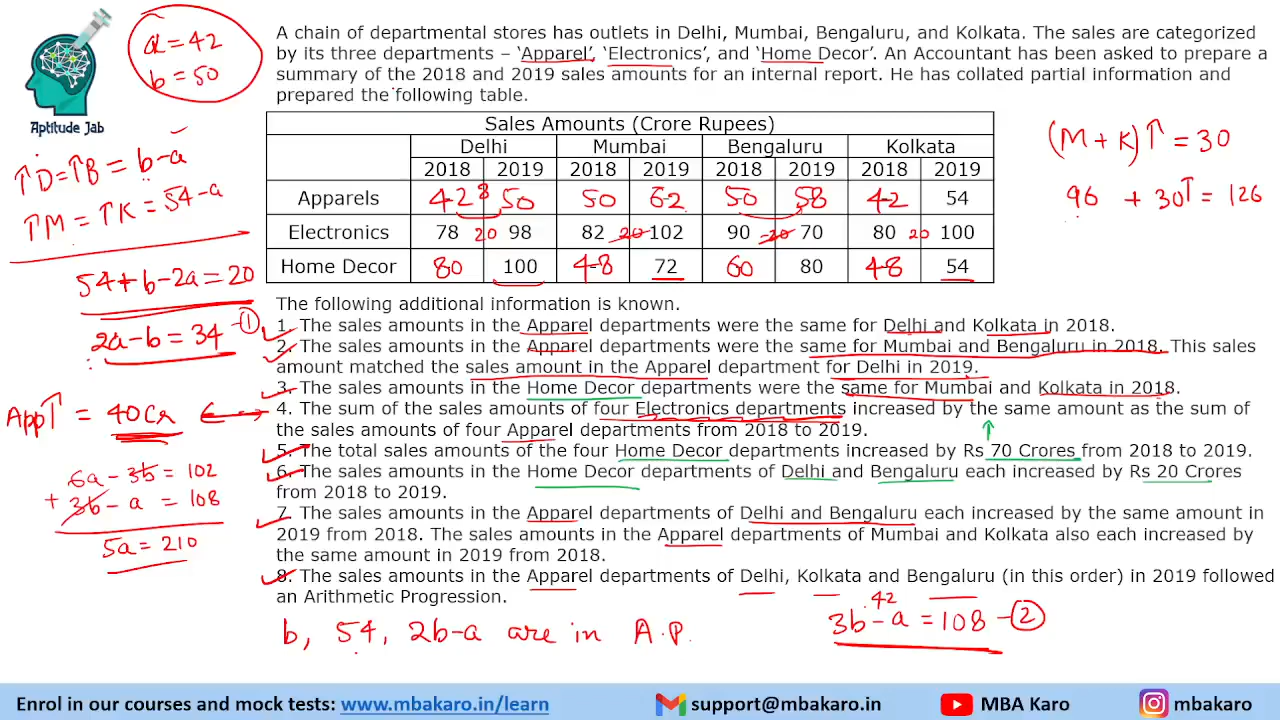 a = 42
b = 50
Aptitude Jab
A chain of departmental stores has outlets in Delhi, Mumbai, Bengaluru, and Kolkata. The sales are categorized
by its three departments – ‘Apparel’, ‘Electronics’, and ‘Home Decor’. An Accountant has been asked to prepare a
summary of the 2018 and 2019 sales amounts for an internal report. He has collated partial information and
prepared the following table.
Sales Amounts (Crore Rupees)
Delhi Mumbai Bengaluru Kolkata
2018 2019 2018 2019 2018 2019 2018 2019
Apparels 42 8 50 50 62 50 58 42 54
Electronics 78 20 98 82 20 102 90 -20 70 80 20 100
Home Decor 80 100 48 72 60 80 48 54
(M + K)↑ = 30
96 + 30↑ = 126
↑D = ↑B = b-a
↑M = ↑K = 54-a
54+b-2a = 20
2a-b = 34 -①
App↑ = 40Cr
6a - 3b = 102
+ 3b - a = 108
5a = 210
The following additional information is known.
1. The sales amounts in the Apparel departments were the same for Delhi and Kolkata in 2018.
2. The sales amounts in the Apparel departments were the same for Mumbai and Bengaluru in 2018. This sales
amount matched the sales amount in the Apparel department for Delhi in 2019.
3. The sales amounts in the Home Decor departments were the same for Mumbai and Kolkata in 2018.
4. The sum of the sales amounts of four Electronics departments increased by the same amount as the sum of
the sales amounts of four Apparel departments from 2018 to 2019.
5. The total sales amounts of the four Home Decor departments increased by Rs 70 Crores from 2018 to 2019.
6. The sales amounts in the Home Decor departments of Delhi and Bengaluru each increased by Rs 20 Crores
from 2018 to 2019.
7. The sales amounts in the Apparel departments of Delhi and Bengaluru each increased by the same amount in
2019 from 2018. The sales amounts in the Apparel departments of Mumbai and Kolkata also each increased by
the same amount in 2019 from 2018.
8. The sales amounts in the Apparel departments of Delhi, Kolkata and Bengaluru (in this order) in 2019 followed
an Arithmetic Progression.
b, 54, 2b-a are in A.P.
42
3b - a = 108 -②
Enrol in our courses and mock tests: www.mbakaro.in/learn support@mbakaro.in MBA Karo mbakaro